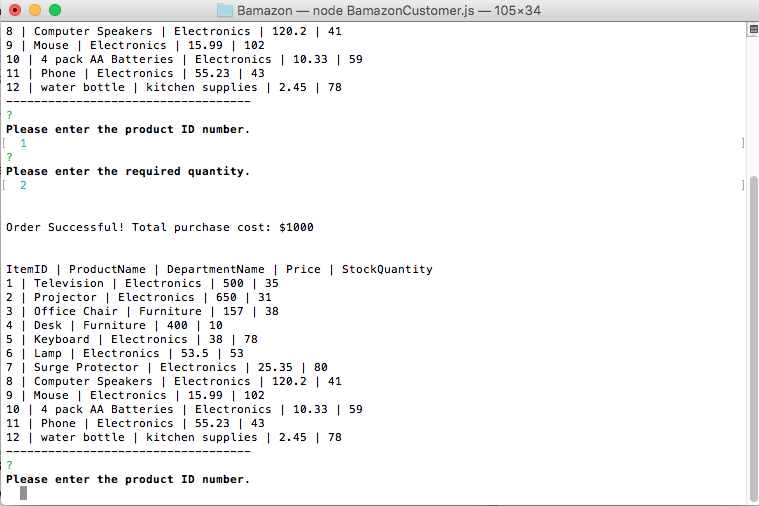 Bamazon — node BamazonCustomer.js — 105×34
8 | Computer Speakers | Electronics | 120.2 | 41
9 | Mouse | Electronics | 15.99 | 102
10 | 4 pack AA Batteries | Electronics | 10.33 | 59
11 | Phone | Electronics | 55.23 | 43
12 | water bottle | kitchen supplies | 2.45 | 78
-----------------------------------
?
Please enter the product ID number.
[  1 ]
?
Please enter the required quantity.
[  2 ]
Order Successful! Total purchase cost: $1000
ItemID | ProductName | DepartmentName | Price | StockQuantity
1 | Television | Electronics | 500 | 35
2 | Projector | Electronics | 650 | 31
3 | Office Chair | Furniture | 157 | 38
4 | Desk | Furniture | 400 | 10
5 | Keyboard | Electronics | 38 | 78
6 | Lamp | Electronics | 53.5 | 53
7 | Surge Protector | Electronics | 25.35 | 80
8 | Computer Speakers | Electronics | 120.2 | 41
9 | Mouse | Electronics | 15.99 | 102
10 | 4 pack AA Batteries | Electronics | 10.33 | 59
11 | Phone | Electronics | 55.23 | 43
12 | water bottle | kitchen supplies | 2.45 | 78
-----------------------------------
?
Please enter the product ID number.